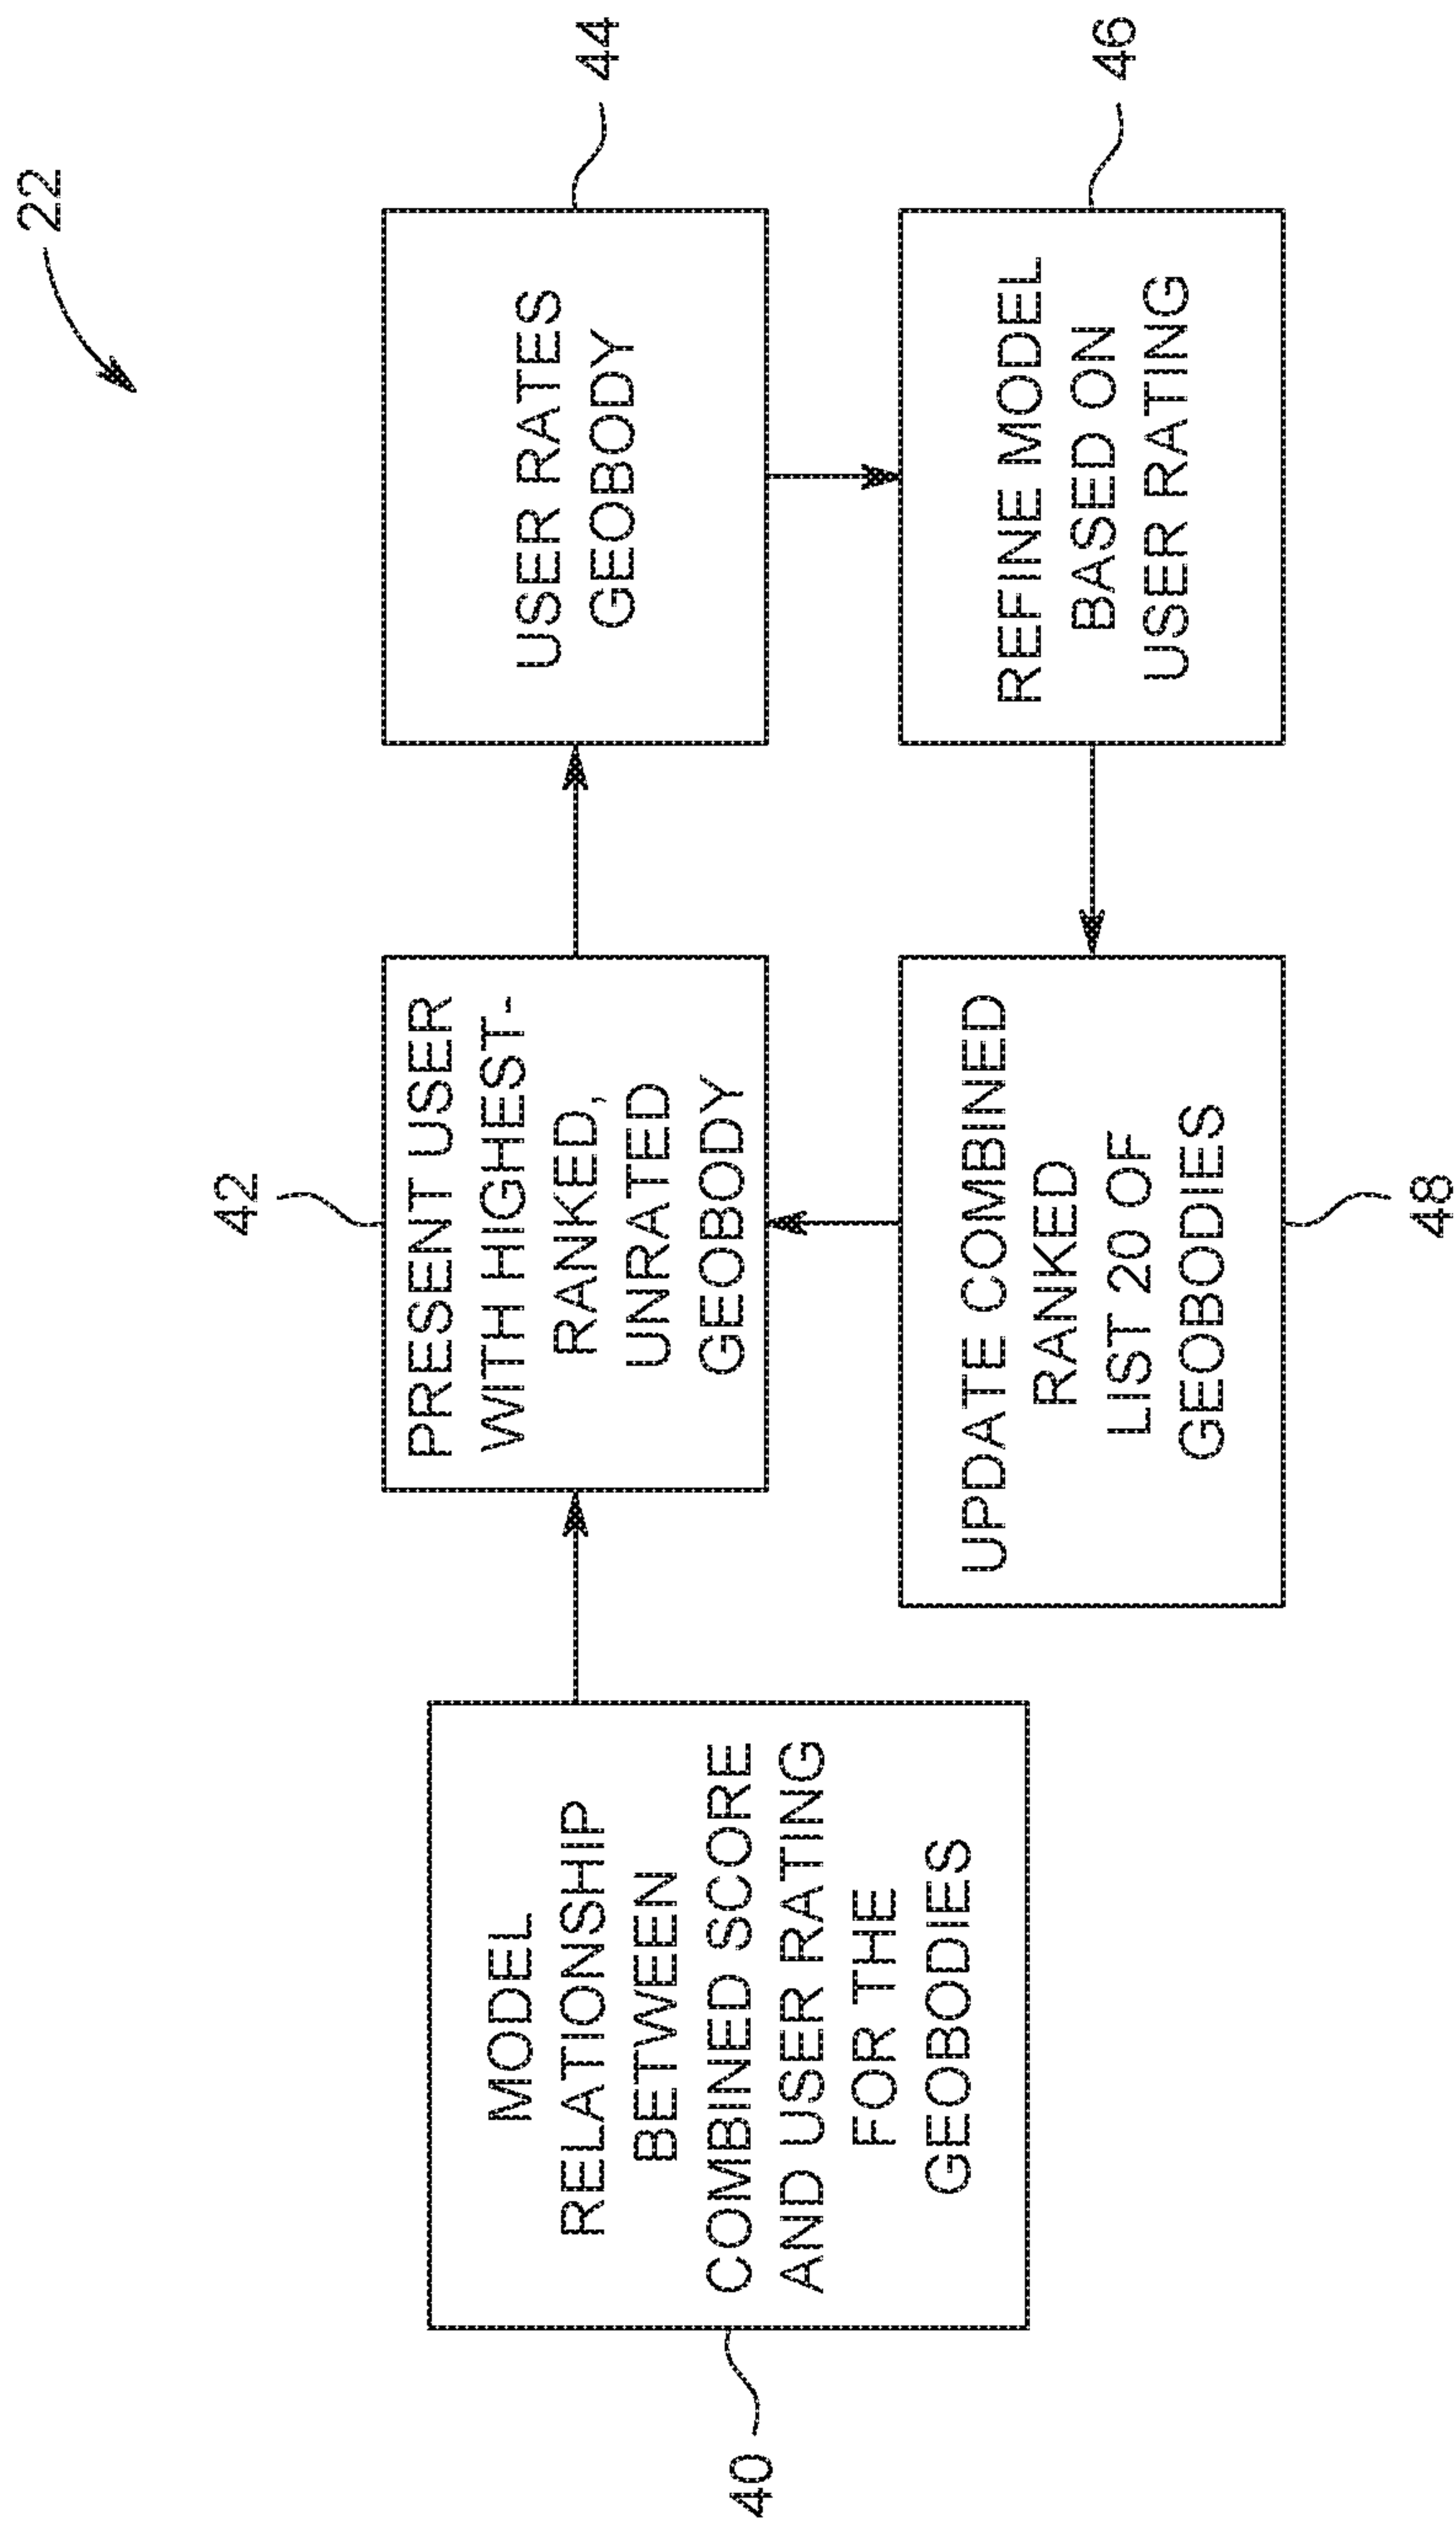 22
40
MODEL
RELATIONSHIP
BETWEEN
COMBINED SCORE
AND USER RATING
FOR THE
GEOBODIES
42
PRESENT USER
WITH HIGHEST-
RANKED,
UNRATED
GEOBODY
44
USER RATES
GEOBODY
46
REFINE MODEL
BASED ON
USER RATING
48
UPDATE COMBINED
RANKED
LIST 20 OF
GEOBODIES